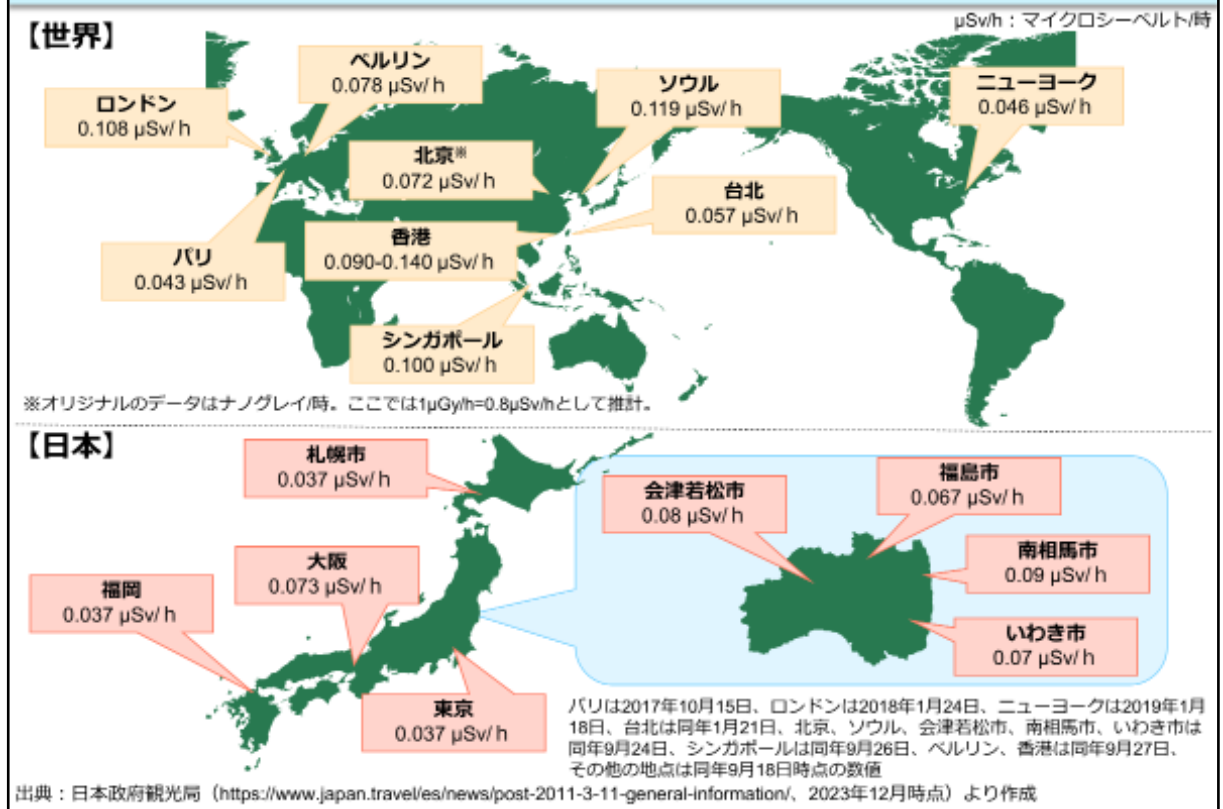 μSv/h：マイクロシーベルト/時
【世界】
ベルリン
0.078 μSv/ h
ソウル
0.119 μSv/ h
ニューヨーク
0.046 μSv/ h
ロンドン
0.108 μSv/ h
北京※
0.072 μSv/ h
台北
0.057 μSv/ h
香港
0.090-0.140 μSv/ h
パリ
0.043 μSv/ h
シンガポール
0.100 μSv/ h
※オリジナルのデータはナノグレイ/時。ここでは1μGy/h=0.8μSv/hとして推計。
【日本】
札幌市
0.037 μSv/ h
福島市
0.067 μSv/ h
会津若松市
0.08 μSv/ h
南相馬市
0.09 μSv/ h
大阪
0.073 μSv/ h
福岡
0.037 μSv/ h
いわき市
0.07 μSv/ h
東京
0.037 μSv/ h
パリは2017年10月15日、ロンドンは2018年1月24日、ニューヨークは2019年1月
18日、台北は同年1月21日、北京、ソウル、会津若松市、南相馬市、いわき市は
同年9月24日、シンガポールは同年9月26日、ベルリン、香港は同年9月27日、
その他の地点は同年9月18日時点の数値
出典：日本政府観光局（https://www.japan.travel/es/news/post-2011-3-11-general-information/、2023年12月時点）より作成